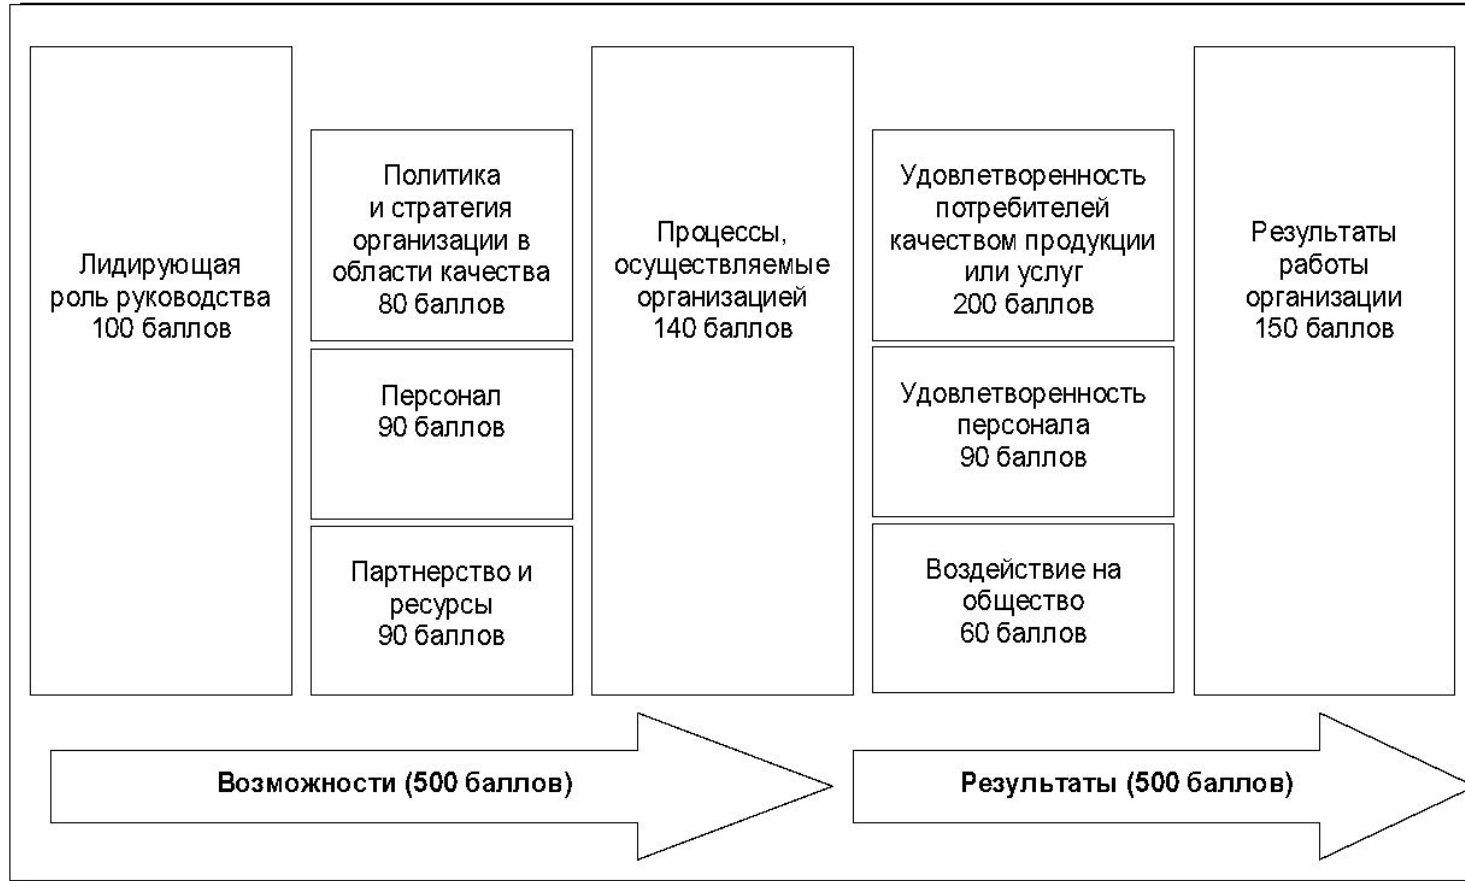 Лидирующая
роль руководства
100 баллов
Политика
и стратегия
организации в
области качества
80 баллов
Персонал
90 баллов
Партнерство и
ресурсы
90 баллов
Процессы,
осуществляемые
организацией
140 баллов
Удовлетворенность
потребителей
качеством продукции
или услуг
200 баллов
Удовлетворенность
персонала
90 баллов
Воздействие на
общество
60 баллов
Результаты
работы
организации
150 баллов
Возможности (500 баллов)
Результаты (500 баллов)